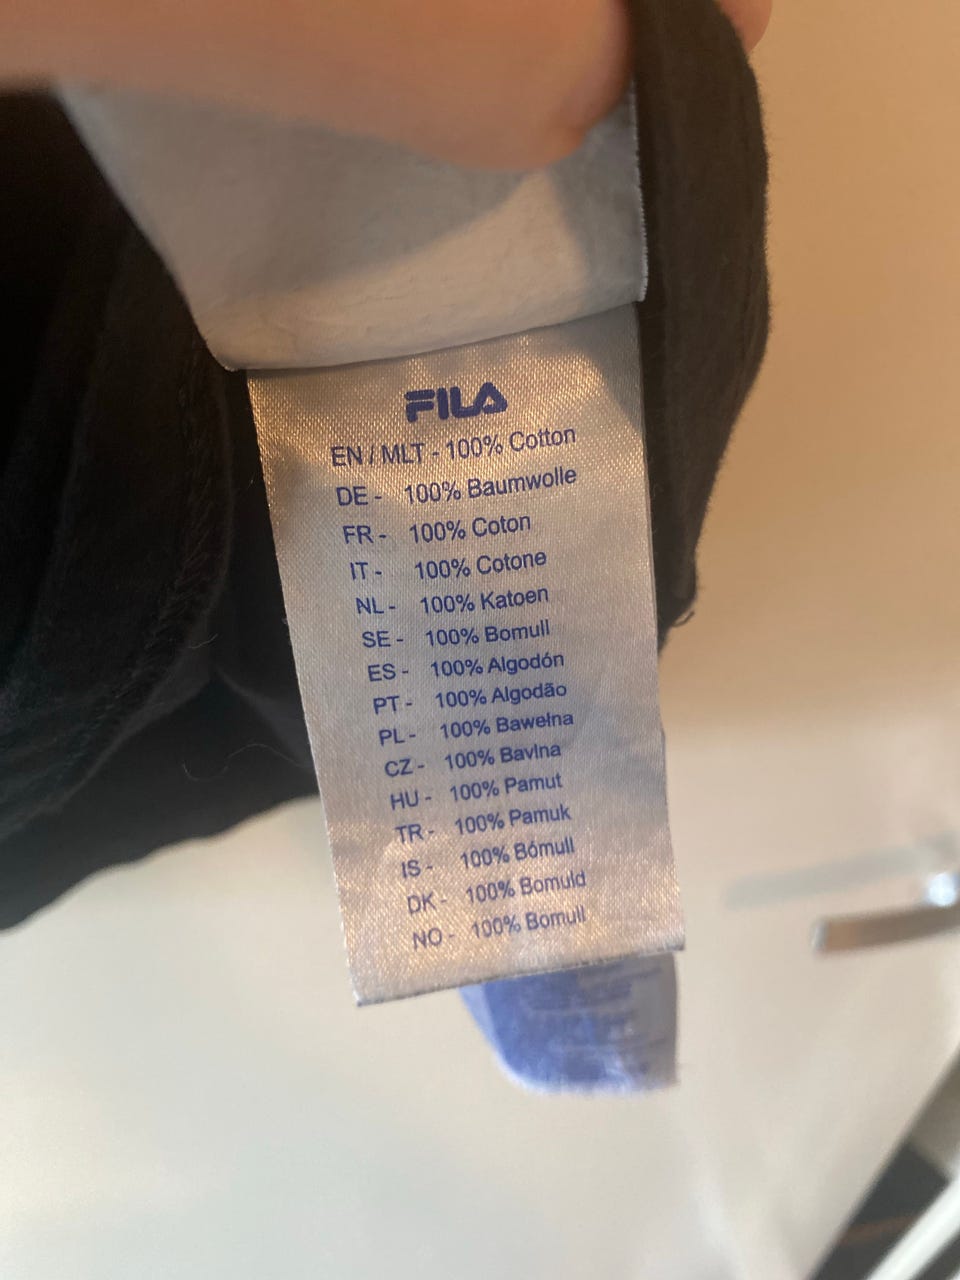 FILA
EN / MLT - 100% Cotton
DE - 100% Baumwolle
FR - 100% Coton
IT - 100% Cotone
NL - 100% Katoen
SE - 100% Bomull
ES - 100% Algodón
PT - 100% Algodão
PL - 100% Bawełna
CZ - 100% Bavlna
HU - 100% Pamut
TR - 100% Pamuk
IS - 100% Bómull
DK - 100% Bomuld
NO - 100% Bomull